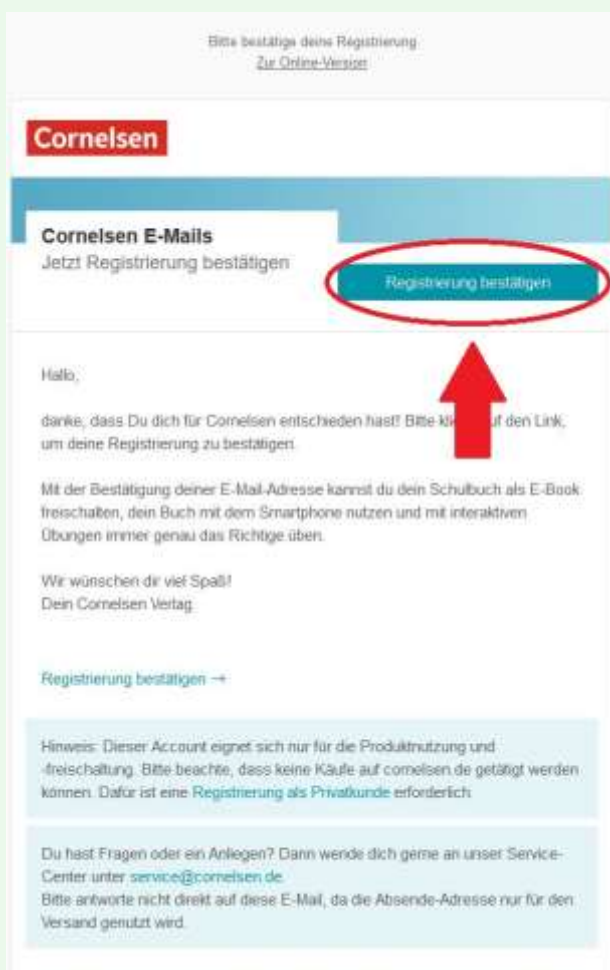 Bitte bestätige deine Registrierung
Zur Online-Version
Cornelsen
Cornelsen E-Mails
Jetzt Registrierung bestätigen
Registrierung bestätigen
Hallo,
danke, dass Du dich für Cornelsen entschieden hast! Bitte uf den Link,
um deine Registrierung zu bestätigen.
Mit der Bestätigung deiner E-Mail-Adresse kannst du dein Schulbuch als E-Book
freischalten, dein Buch mit dem Smartphone nutzen und mit interaktiven
Übungen immer genau das Richtige üben.
Wir wünschen dir viel Spaß!
Dein Cornelsen Verlag
Registrierung bestätigen →
Hinweis: Dieser Account eignet sich nur für die Produktnutzung und
-freischaltung. Bitte beachte, dass keine Käufe auf cornelsen.de getätigt werden
können. Dafür ist eine Registrierung als Privatkunde erforderlich.
Du hast Fragen oder ein Anliegen? Dann wende dich gerne an unser Service-
Center unter service@cornelsen.de.
Bitte antworte nicht direkt auf diese E-Mail, da die Absende-Adresse nur für den
Versand genutzt wird.